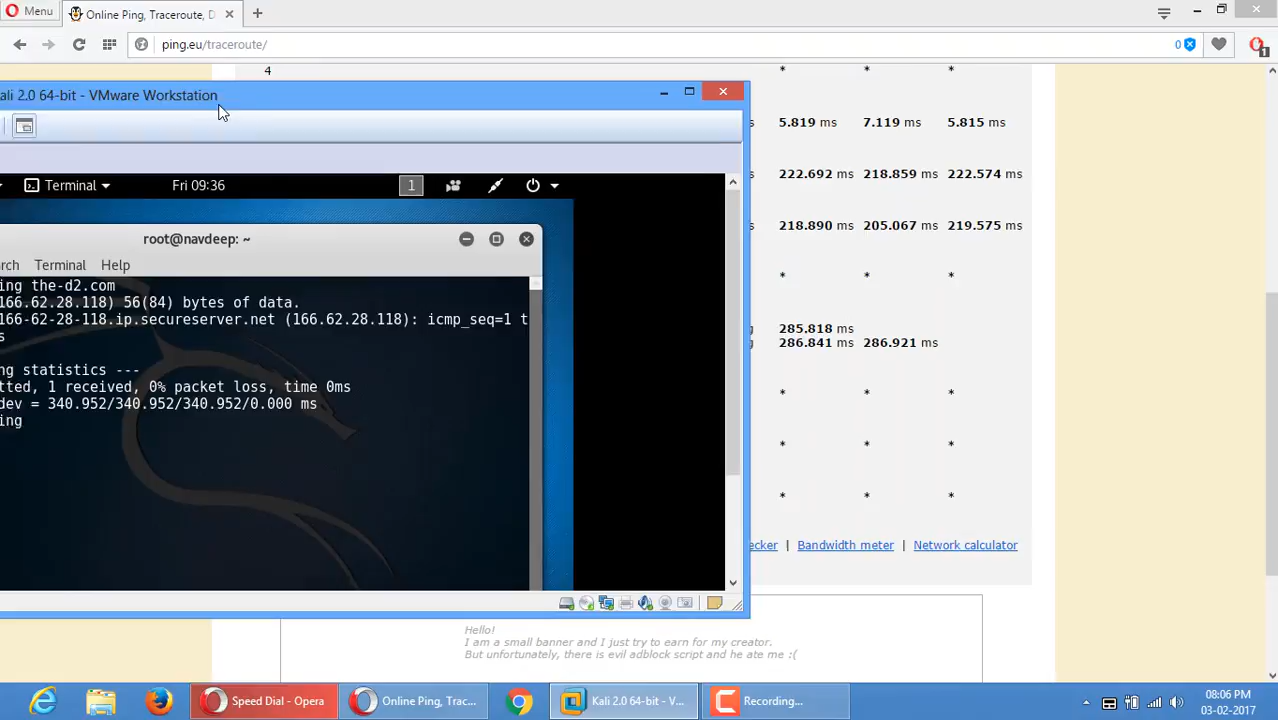 Menu
Online Ping, Traceroute, D
ping.eu/traceroute/
0
1
4
* * *
ali 2.0 64-bit - VMware Workstation
5.819 ms 7.119 ms 5.815 ms
222.692 ms 218.859 ms 222.574 ms
Terminal
Fri 09:36
1
218.890 ms 205.067 ms 219.575 ms
root@navdeep: ~
rch Terminal Help
* * *
ing the-d2.com
166.62.28.118) 56(84) bytes of data.
166-62-28-118.ip.secureserver.net (166.62.28.118): icmp_seq=1 t
s
285.818 ms
286.841 ms 286.921 ms
ng statistics ---
tted, 1 received, 0% packet loss, time 0ms
dev = 340.952/340.952/340.952/0.000 ms
ing
* * *
* * *
* * *
ecker | Bandwidth meter | Network calculator
Hello!
I am a small banner and I just try to earn for my creator.
But unfortunately, there is evil adblock script and he ate me :(
Speed Dial - Opera
Online Ping, Trac...
Kali 2.0 64-bit - V...
Recording...
08:06 PM
03-02-2017